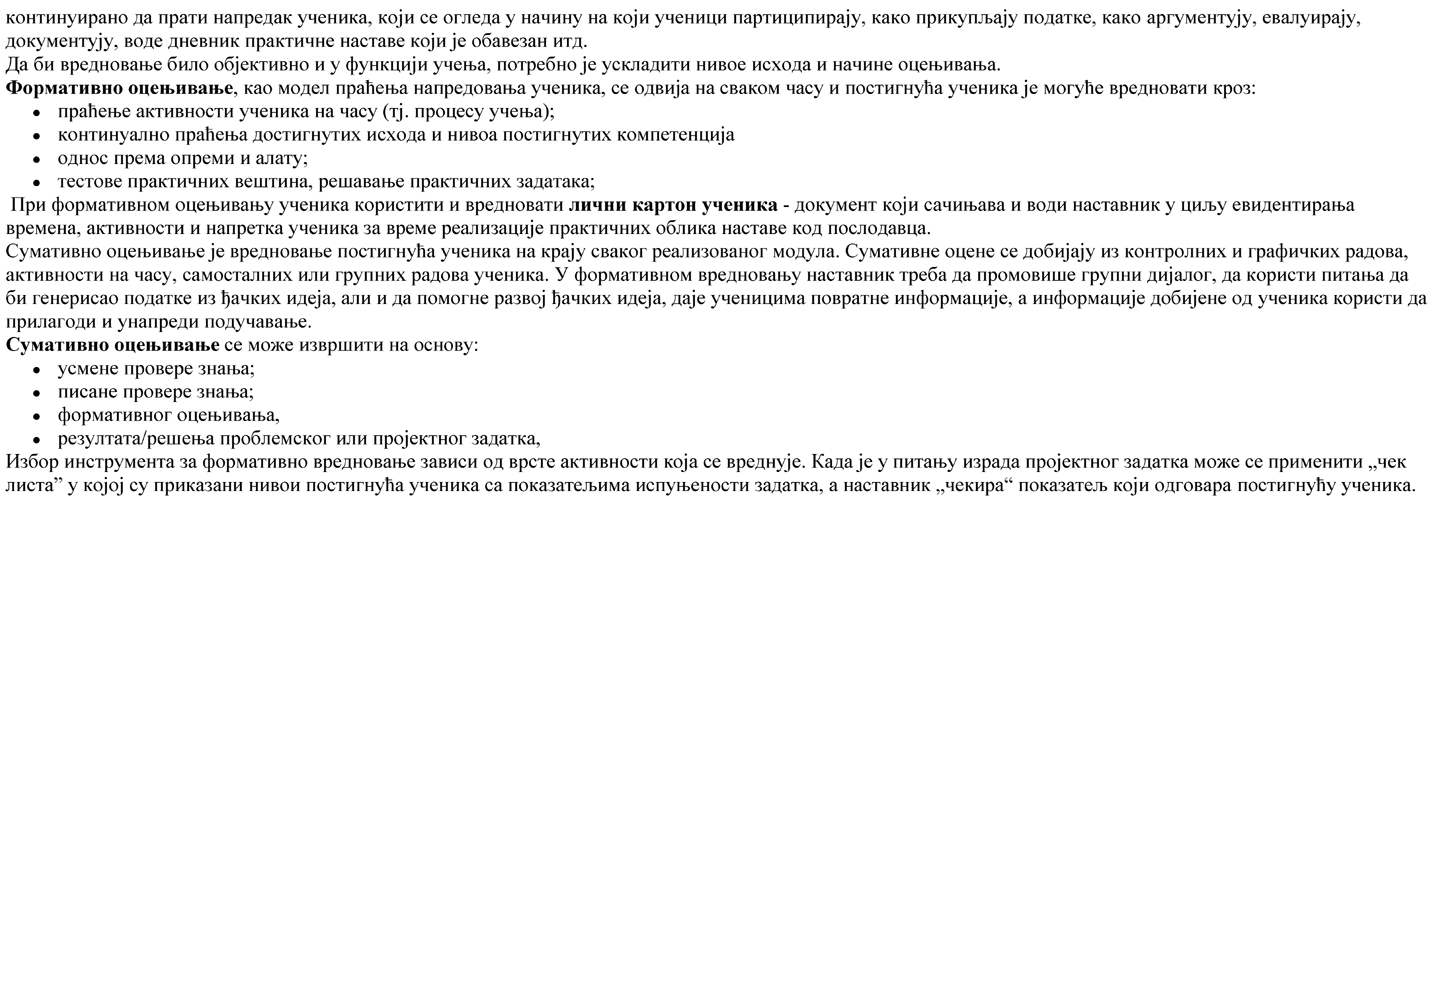 континуирано да прати напредак ученика, који се огледа у начину на који ученици партиципирају, како прикупљају податке, како аргументују, евалуирају,
документују, воде дневник практичне наставе који је обавезан итд.
Да би вредновање било објективно и у функцији учења, потребно је ускладити нивое исхода и начине оцењивања.
Формативно оцењивање, као модел праћења напредовања ученика, се одвија на сваком часу и постигнућа ученика је могуће вредновати кроз:
● праћење активности ученика на часу (тј. процесу учења);
● континуално праћења достигнутих исхода и нивоа постигнутих компетенција
● однос према опреми и алату;
● тестове практичних вештина, решавање практичних задатака;
При формативном оцењивању ученика користити и вредновати лични картон ученика - документ који сачињава и води наставник у циљу евидентирања
времена, активности и напретка ученика за време реализације практичних облика наставе код послодавца.
Сумативно оцењивање је вредновање постигнућа ученика на крају сваког реализованог модула. Сумативне оцене се добијају из контролних и графичких радова,
активности на часу, самосталних или групних радова ученика. У формативном вредновању наставник треба да промовише групни дијалог, да користи питања да
би генерисао податке из ђачких идеја, али и да помогне развој ђачких идеја, даје ученицима повратне информације, а информације добијене од ученика користи да
прилагоди и унапреди подучавање.
Сумативно оцењивање се може извршити на основу:
● усмене провере знања;
● писане провере знања;
● формативног оцењивања,
● резултата/решења проблемског или пројектног задатка,
Избор инструмента за формативно вредновање зависи од врсте активности која се вреднује. Када је у питању израда пројектног задатка може се применити „чек
листа” у којој су приказани нивои постигнућа ученика са показатељима испуњености задатка, а наставник „чекира“ показатељ који одговара постигнућу ученика.